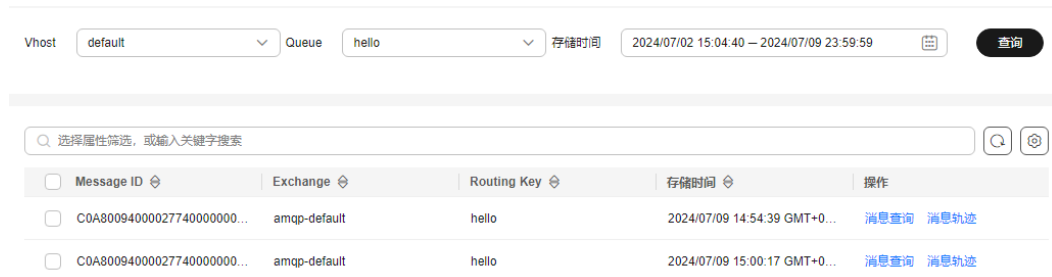 Vhost default Queue hello 存储时间 2024/07/02 15:04:40 — 2024/07/09 23:59:59 查询
选择属性筛选，或输入关键字搜索
Message ID Exchange Routing Key 存储时间 操作
C0A80094000027740000000... amqp-default hello 2024/07/09 14:54:39 GMT+0... 消息查询 消息轨迹
C0A80094000027740000000... amqp-default hello 2024/07/09 15:00:17 GMT+0... 消息查询 消息轨迹